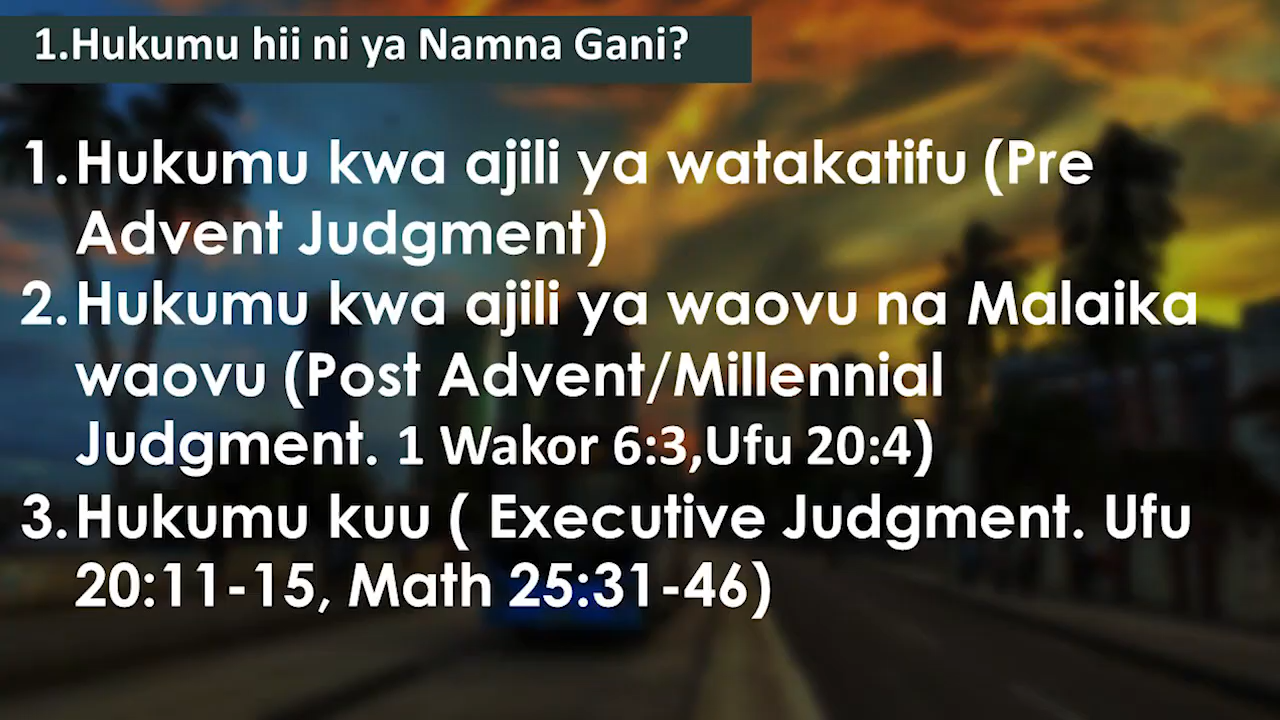 1.Hukumu hii ni ya Namna Gani?
1.Hukumu kwa ajili ya watakatifu (Pre
Advent Judgment)
2.Hukumu kwa ajili ya waovu na Malaika
waovu (Post Advent/Millennial
Judgment. 1 Wakor 6:3,Ufu 20:4)
3.Hukumu kuu ( Executive Judgment. Ufu
20:11-15, Math 25:31-46)